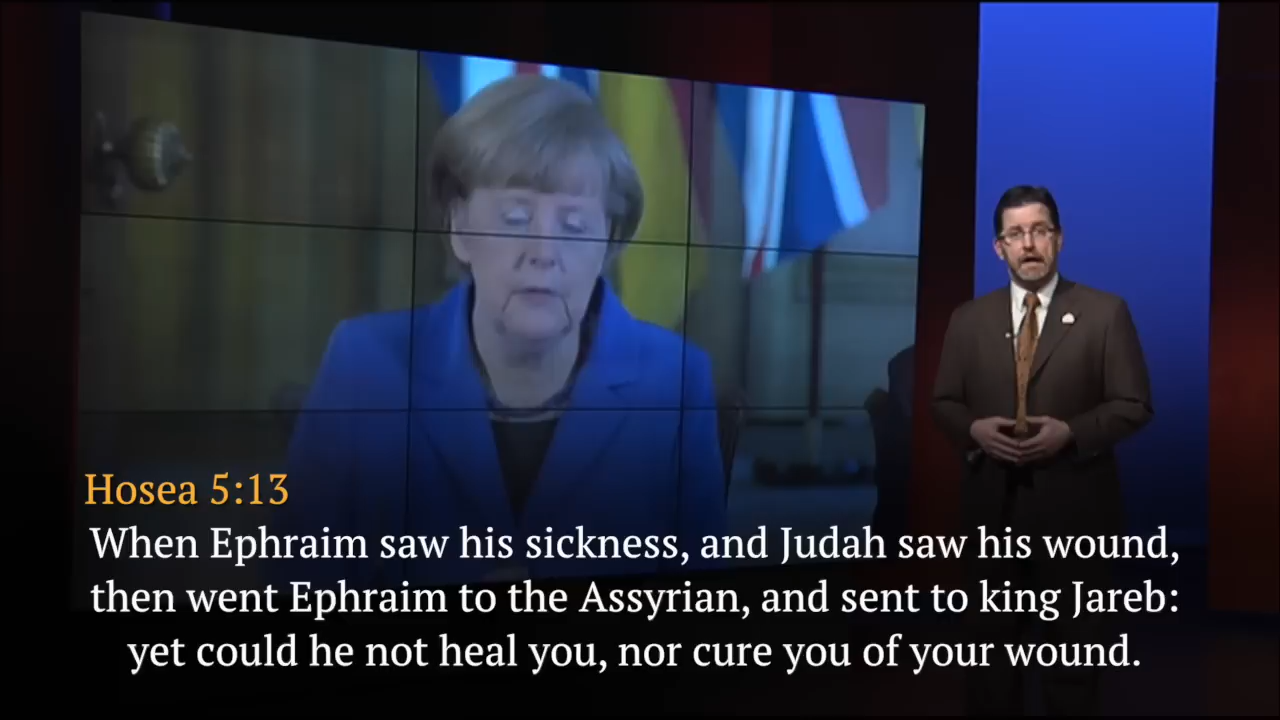 Hosea 5:13
When Ephraim saw his sickness, and Judah saw his wound,
then went Ephraim to the Assyrian, and sent to king Jareb:
yet could he not heal you, nor cure you of your wound.